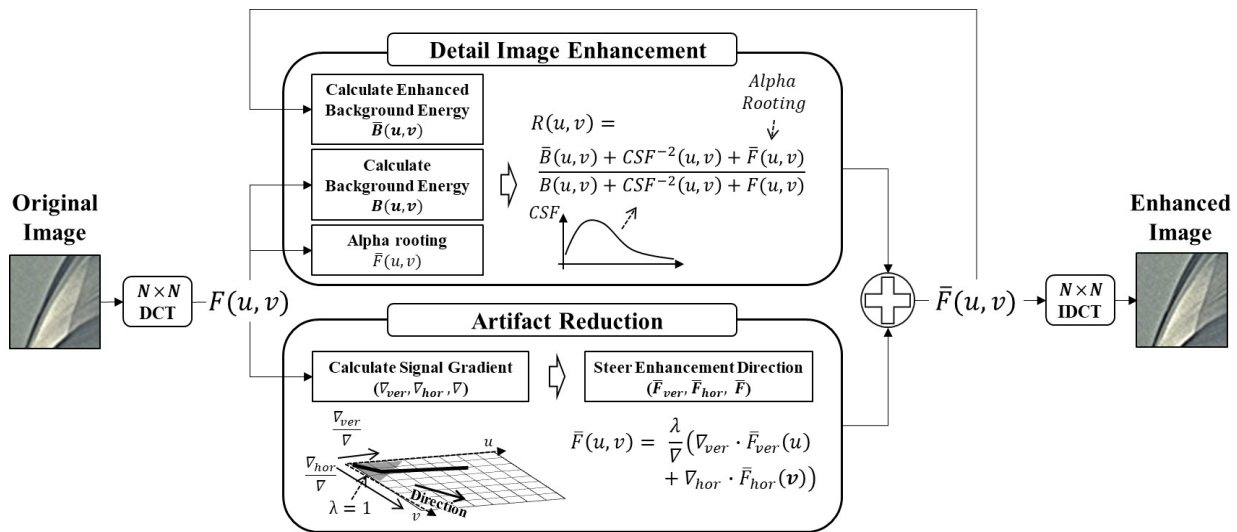 Detail Image Enhancement
Calculate Enhanced
Background Energy
B̄(u,v)
Calculate
Background Energy
B(u,v)
Alpha rooting
F̄(u,v)
Alpha
Rooting
R(u,v) =
B̄(u,v) + CSF⁻²(u,v) + F̄(u,v)
B(u,v) + CSF⁻²(u,v) + F(u,v)
CSF
Original
Image
N×N
DCT
F(u,v)
F̄(u,v)
N×N
IDCT
Enhanced
Image
Artifact Reduction
Calculate Signal Gradient
(∇ver, ∇hor, ∇)
Steer Enhancement Direction
(F̄ver, F̄hor, F̄)
∇ver
∇
∇hor
∇
λ = 1
u
v
Direction
F̄(u,v) = λ/∇ (∇ver · F̄ver(u)
+ ∇hor · F̄hor(v))